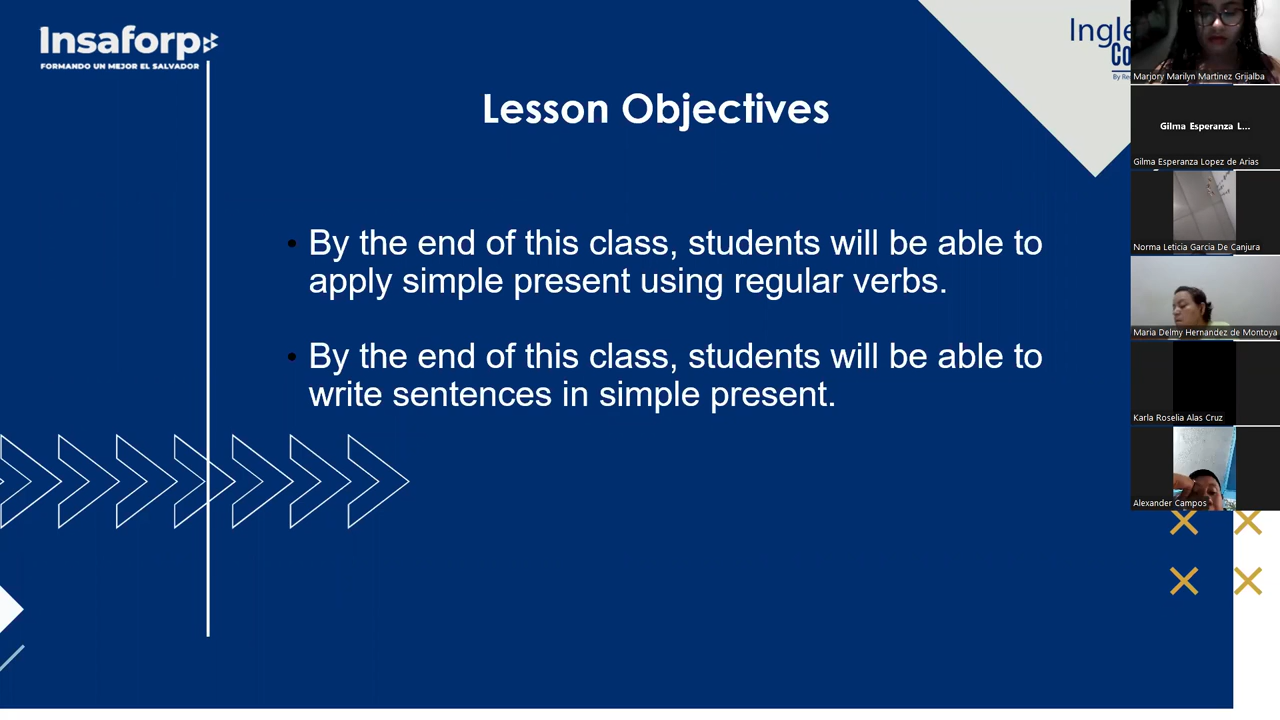 Insaforp
FORMANDO UN MEJOR EL SALVADOR
Lesson Objectives
• By the end of this class, students will be able to
apply simple present using regular verbs.
• By the end of this class, students will be able to
write sentences in simple present.
Marjory Marilyn Martinez Grijalba
Gilma Esperanza L...
Gilma Esperanza Lopez de Arias
Norma Leticia García De Canjura
Maria Delmy Hernandez de Montoya
Karla Roselia Alas Cruz
Alexander Campos